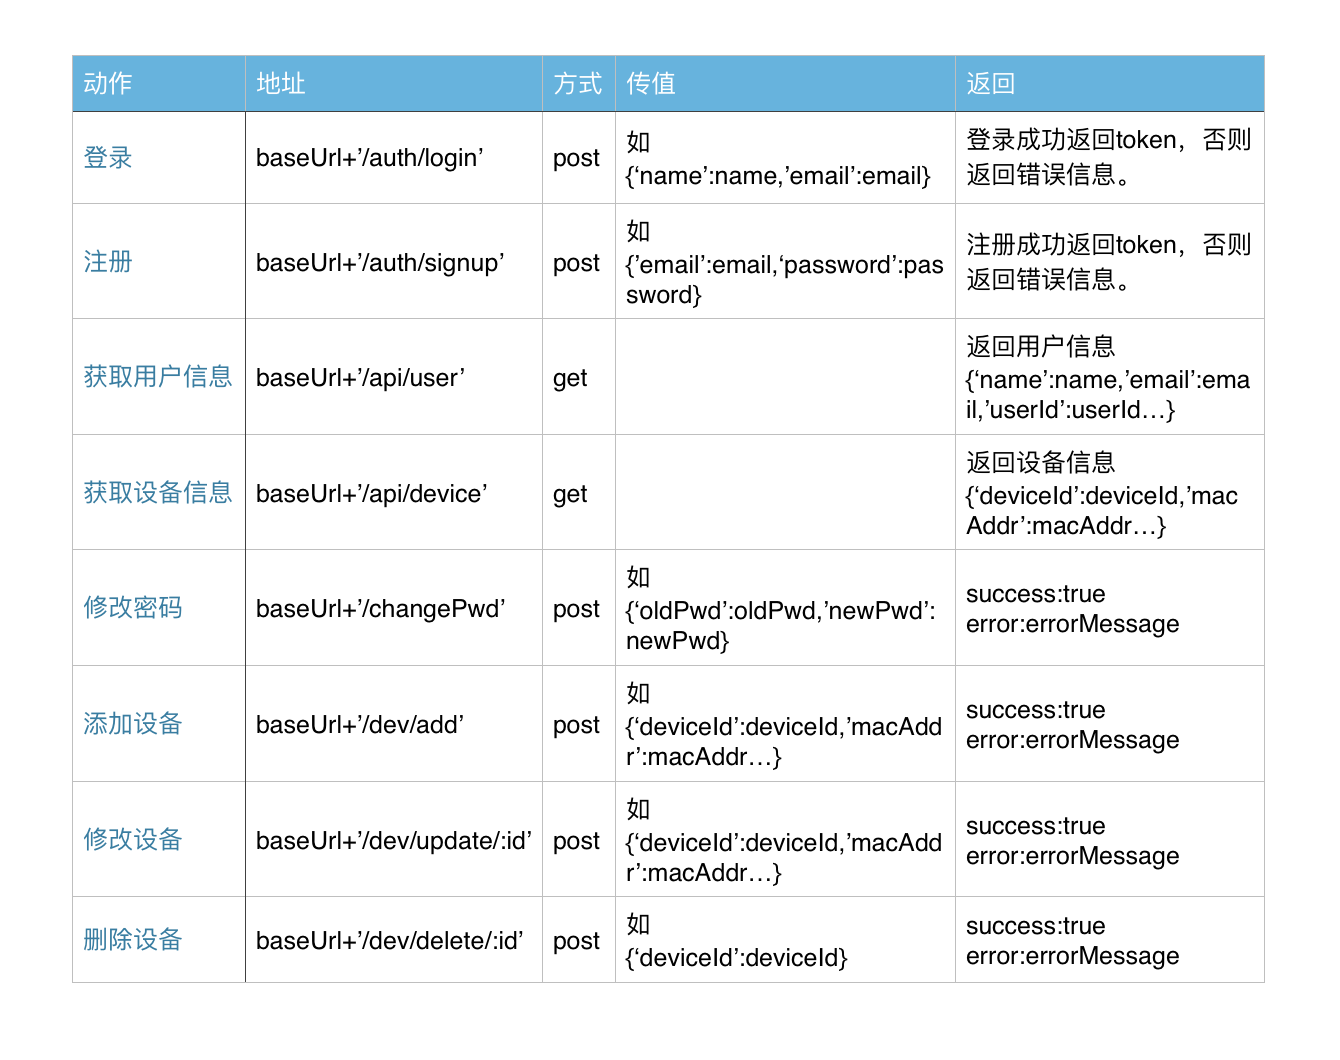 动作
地址
方式
传值
返回
登录
baseUrl+’/auth/login’
post
如
{‘name’:name,’email’:email}
登录成功返回token，否则
返回错误信息。
注册
baseUrl+’/auth/signup’
post
如
{’email’:email,‘password’:pas
sword}
注册成功返回token，否则
返回错误信息。
获取用户信息
baseUrl+’/api/user’
get
返回用户信息
{‘name’:name,’email’:ema
il,’userId’:userId…}
获取设备信息
baseUrl+’/api/device’
get
返回设备信息
{‘deviceId’:deviceId,’mac
Addr’:macAddr…}
修改密码
baseUrl+’/changePwd’
post
如
{‘oldPwd’:oldPwd,’newPwd’:
newPwd}
success:true
error:errorMessage
添加设备
baseUrl+’/dev/add’
post
如
{‘deviceId’:deviceId,’macAdd
r’:macAddr…}
success:true
error:errorMessage
修改设备
baseUrl+’/dev/update/:id’
post
如
{‘deviceId’:deviceId,’macAdd
r’:macAddr…}
success:true
error:errorMessage
删除设备
baseUrl+’/dev/delete/:id’
post
如
{‘deviceId’:deviceId}
success:true
error:errorMessage